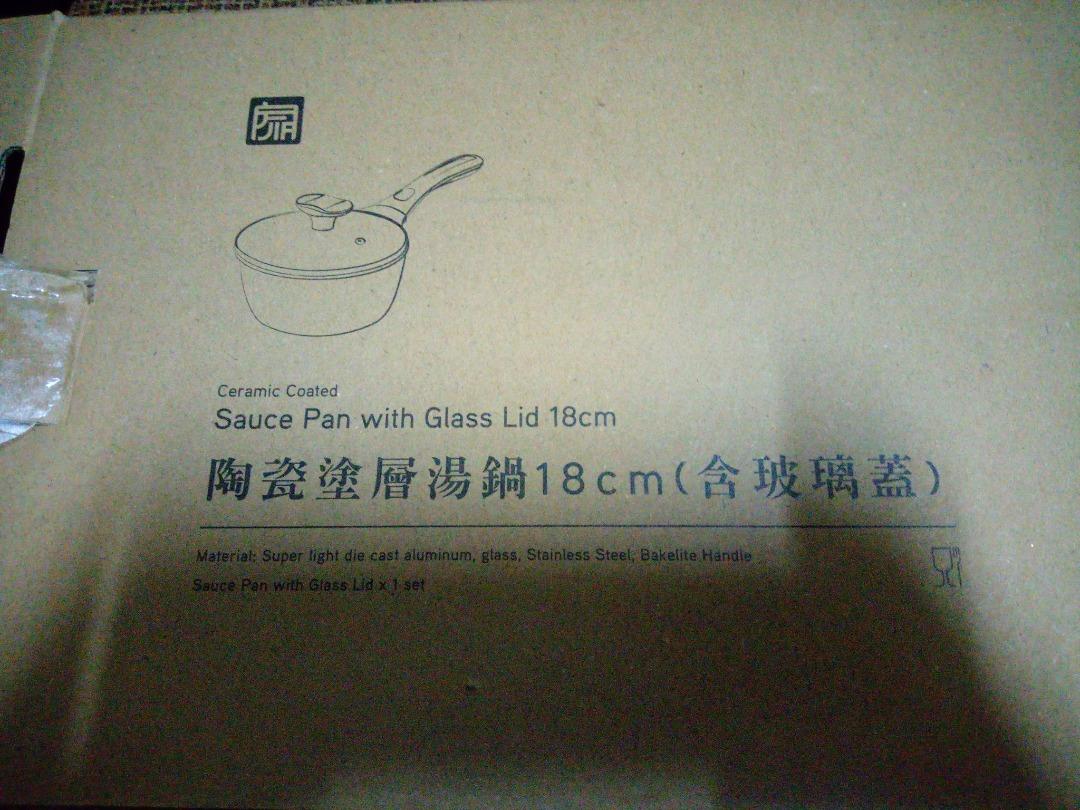 Ceramic Coated
Sauce Pan with Glass Lid 18cm
陶瓷塗層湯鍋18cm(含玻璃蓋)
Material: Super light die cast aluminum, glass, Stainless Steel, Bakelite Handle
Sauce Pan with Glass Lid x 1 set